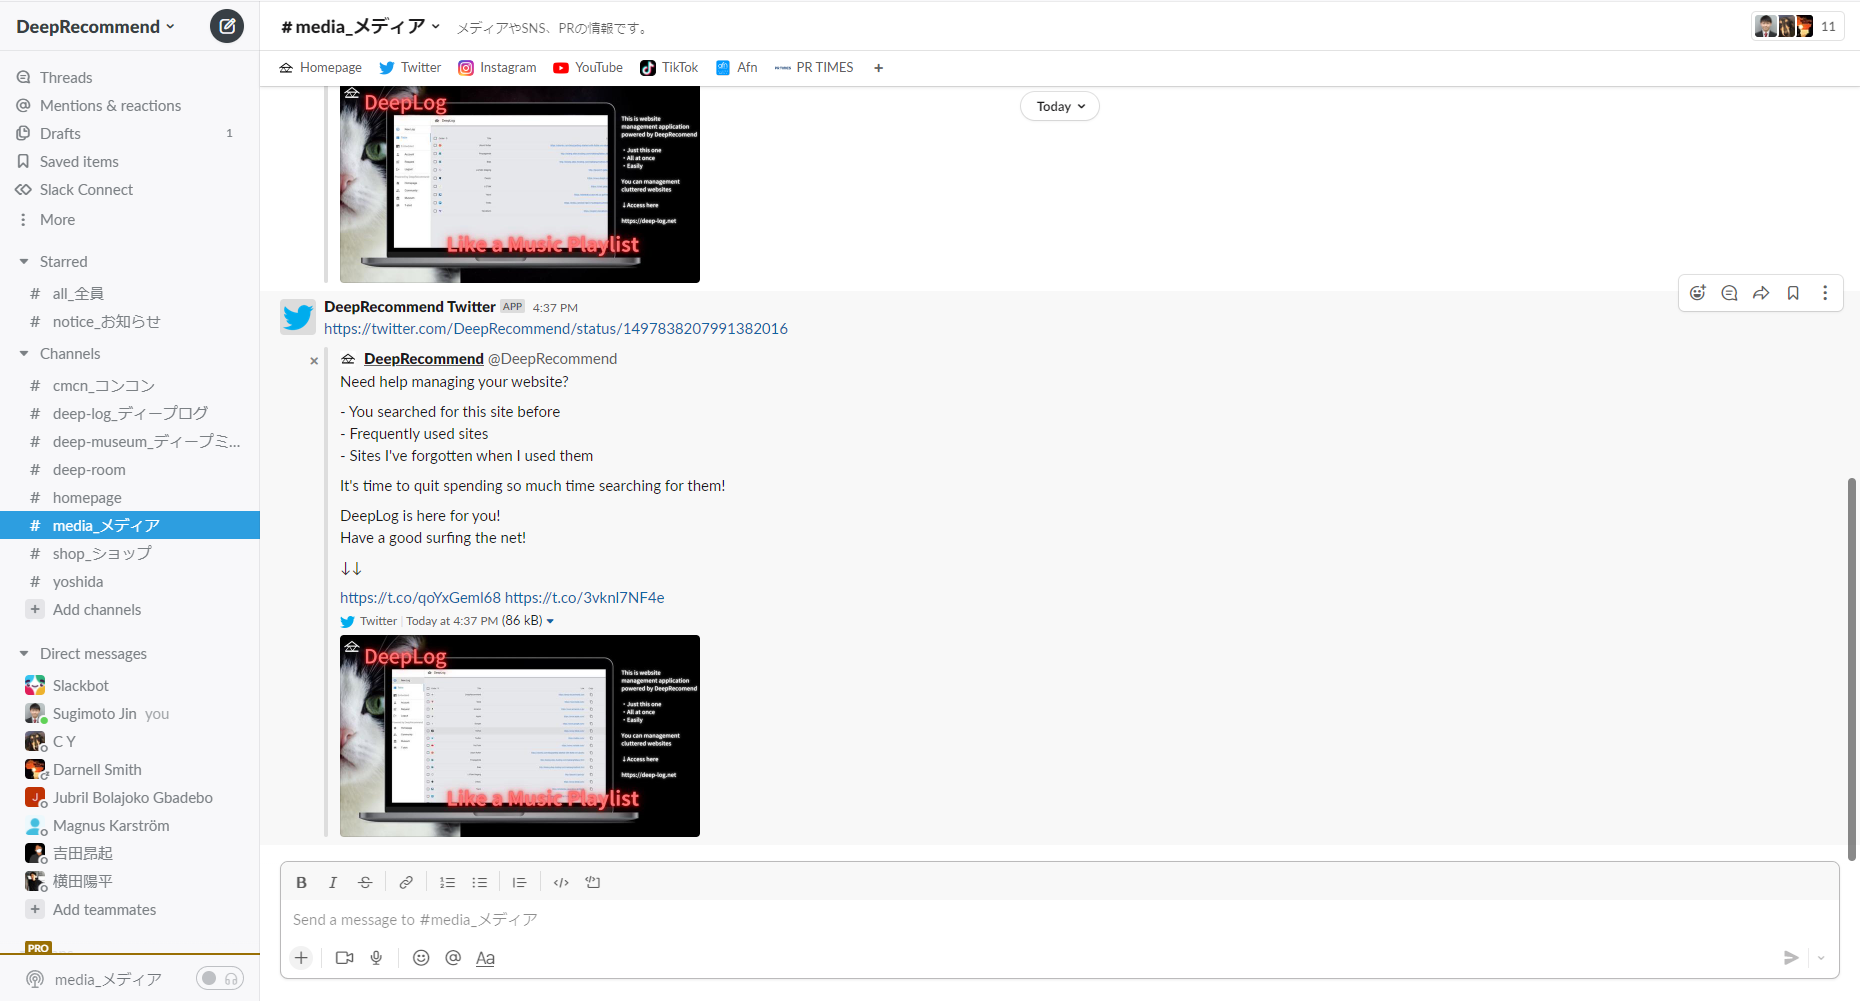 DeepRecommend
Threads
Mentions & reactions
Drafts 1
Saved items
Slack Connect
More
Starred
# all_全員
# notice_お知らせ
Channels
# cmcn_コンコン
# deep-log_ディープログ
# deep-museum_ディープミ...
# deep-room
# homepage
# media_メディア
# shop_ショップ
# yoshida
+ Add channels
Direct messages
Slackbot
Sugimoto Jin you
C Y
Darnell Smith
J Jubril Bolajoko Gbadebo
Magnus Karström
吉田昂起
横田陽平
+ Add teammates
PRO
media_メディア
# media_メディア メディアやSNS、PRの情報です。
11
Homepage Twitter Instagram YouTube TikTok Afn PR TIMES +
Today
DeepLog
This is website
management application
powered by DeepRecomend
・Just this one
・All at once
・Easily
You can management
cluttered websites
↓Access here
https://deep-log.net
Like a Music Playlist
DeepRecommend Twitter APP 4:37 PM
https://twitter.com/DeepRecommend/status/1497838207991382016
× DeepRecommend @DeepRecommend
Need help managing your website?
- You searched for this site before
- Frequently used sites
- Sites I've forgotten when I used them
It's time to quit spending so much time searching for them!
DeepLog is here for you!
Have a good surfing the net!
↓↓
https://t.co/qoYxGeml68 https://t.co/3vknl7NF4e
Twitter | Today at 4:37 PM (86 kB)
DeepLog
This is website
management application
powered by DeepRecomend
・Just this one
・All at once
・Easily
You can management
cluttered websites
↓Access here
https://deep-log.net
Like a Music Playlist
B I S
Send a message to #media_メディア
+ @ Aa